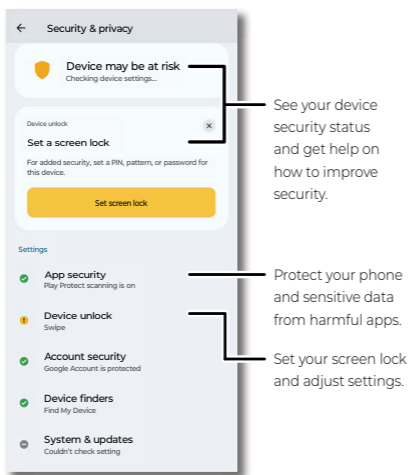 Security & privacy
Device may be at risk
Checking device settings...
Device unlock
Set a screen lock
For added security, set a PIN, pattern, or password for
this device.
Set screen lock
Settings
App security
Play Protect scanning is on
Device unlock
Swipe
Account security
Google Account is protected
Device finders
Find My Device
System & updates
Couldn't check setting
See your device
security status
and get help on
how to improve
security.
Protect your phone
and sensitive data
from harmful apps.
Set your screen lock
and adjust settings.